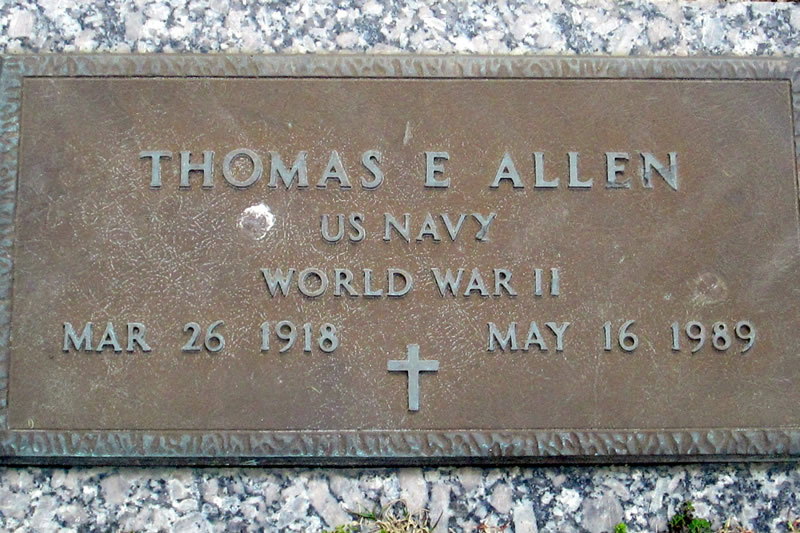 THOMAS E ALLEN
US NAVY
WORLD WAR II
MAR 26 1918 MAY 16 1989